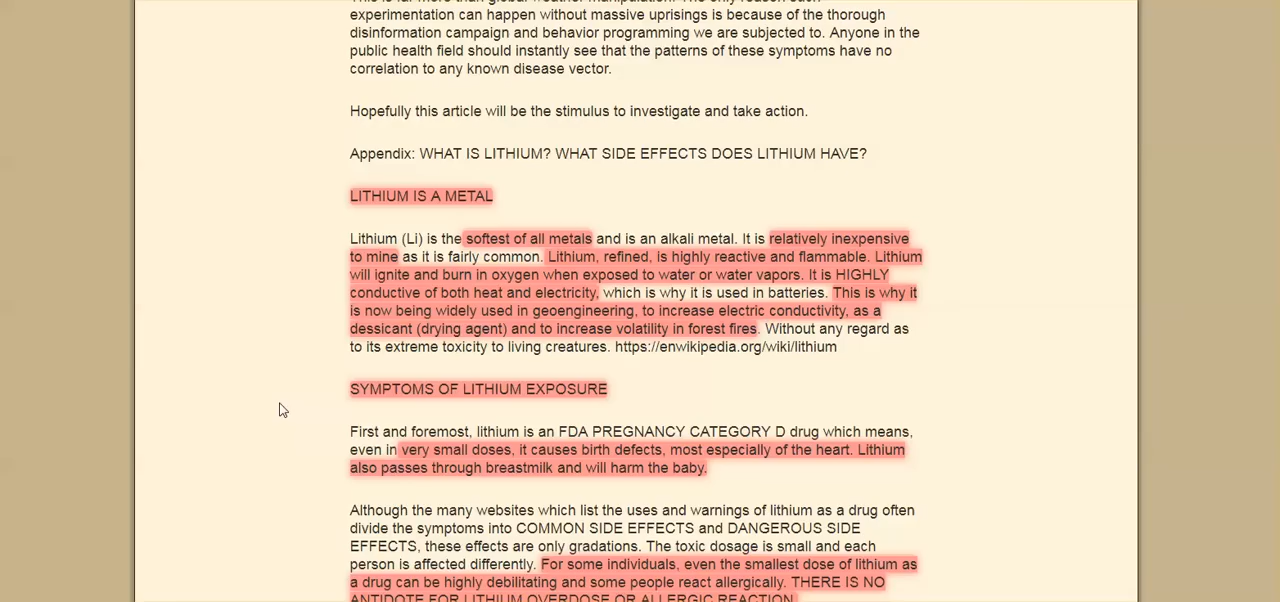 experimentation can happen without massive uprisings is because of the thorough
disinformation campaign and behavior programming we are subjected to. Anyone in the
public health field should instantly see that the patterns of these symptoms have no
correlation to any known disease vector.
Hopefully this article will be the stimulus to investigate and take action.
Appendix: WHAT IS LITHIUM? WHAT SIDE EFFECTS DOES LITHIUM HAVE?
LITHIUM IS A METAL
Lithium (Li) is the softest of all metals and is an alkali metal. It is relatively inexpensive
to mine as it is fairly common. Lithium, refined, is highly reactive and flammable. Lithium
will ignite and burn in oxygen when exposed to water or water vapors. It is HIGHLY
conductive of both heat and electricity, which is why it is used in batteries. This is why it
is now being widely used in geoengineering, to increase electric conductivity, as a
dessicant (drying agent) and to increase volatility in forest fires. Without any regard as
to its extreme toxicity to living creatures. https://enwikipedia.org/wiki/lithium
SYMPTOMS OF LITHIUM EXPOSURE
First and foremost, lithium is an FDA PREGNANCY CATEGORY D drug which means,
even in very small doses, it causes birth defects, most especially of the heart. Lithium
also passes through breastmilk and will harm the baby.
Although the many websites which list the uses and warnings of lithium as a drug often
divide the symptoms into COMMON SIDE EFFECTS and DANGEROUS SIDE
EFFECTS, these effects are only gradations. The toxic dosage is small and each
person is affected differently. For some individuals, even the smallest dose of lithium as
a drug can be highly debilitating and some people react allergically. THERE IS NO
ANTIDOTE FOR LITHIUM OVERDOSE OR ALLERGIC REACTION